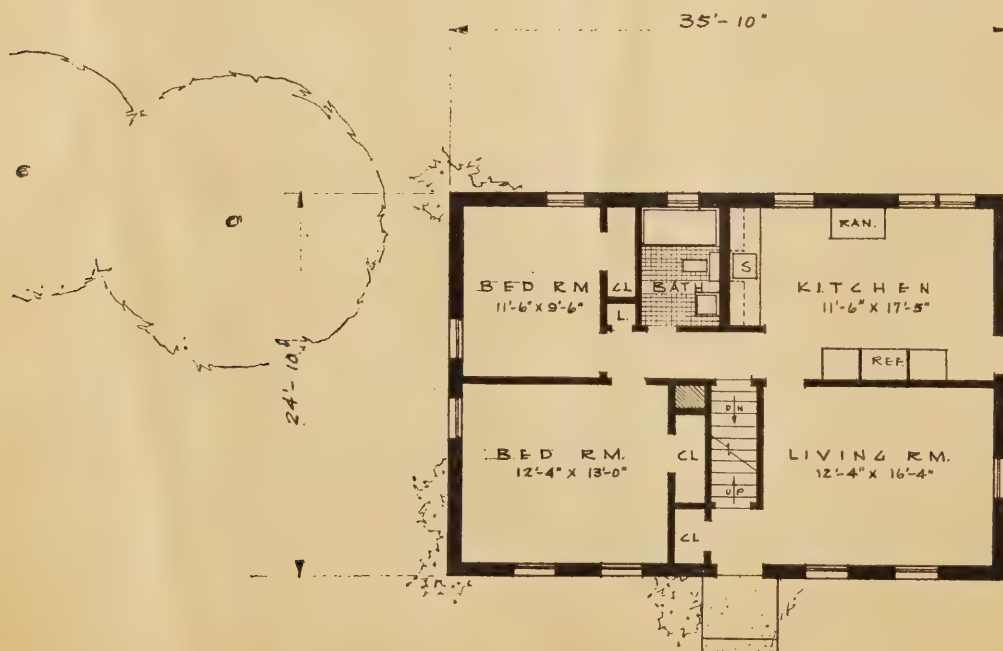 35'-10"
RAN.
S
BED RM
11'-6" X 9'-6"
CL
BATH
KITCHEN
11'-6" X 17'-5"
L.
REF.
24'-10"
DN
BED RM.
12'-4" X 13'-0"
CL
LIVING RM.
12'-4" X 16'-4"
UP
CL